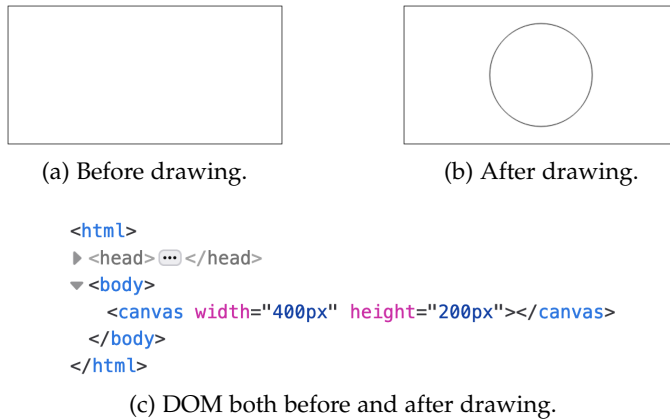 (a) Before drawing.
(b) After drawing.
<html>
<head> ••• </head>
<body>
<canvas width="400px" height="200px"></canvas>
</body>
</html>
(c) DOM both before and after drawing.